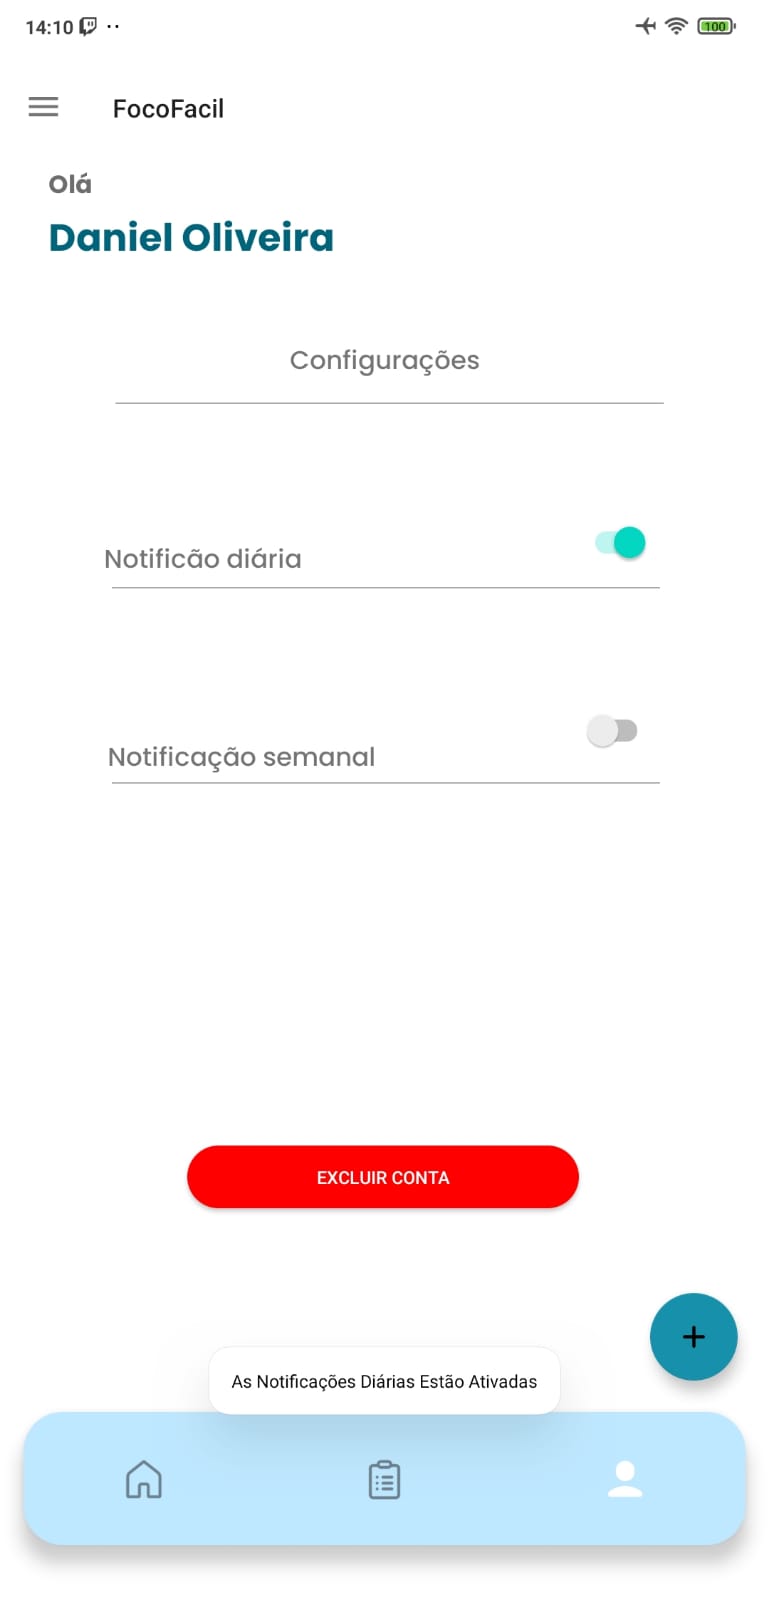 14:10
100
FocoFacil
Olá
Daniel Oliveira
Configurações
Notificão diária
Notificação semanal
EXCLUIR CONTA
As Notificações Diárias Estão Ativadas